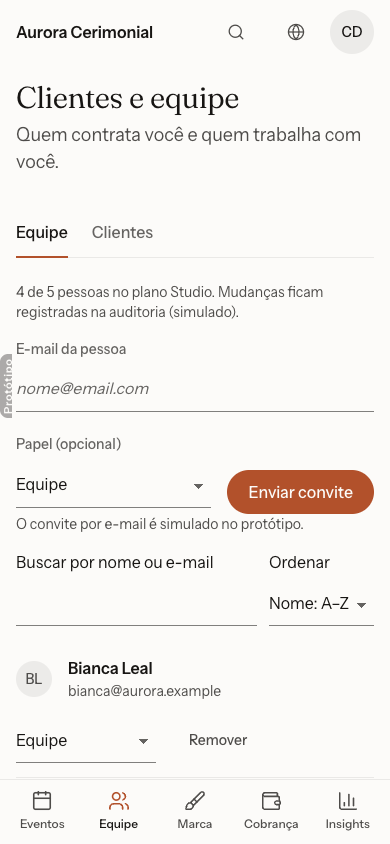 Aurora Cerimonial
CD
Clientes e equipe
Quem contrata você e quem trabalha com
você.
Equipe
Clientes
4 de 5 pessoas no plano Studio. Mudanças ficam
registradas na auditoria (simulado).
E-mail da pessoa
Protótipo
nome@email.com
Papel (opcional)
Equipe
Enviar convite
O convite por e-mail é simulado no protótipo.
Buscar por nome ou e-mail
Ordenar
Nome: A–Z
BL
Bianca Leal
bianca@aurora.example
Equipe
Remover
Eventos
Equipe
Marca
Cobrança
Insights